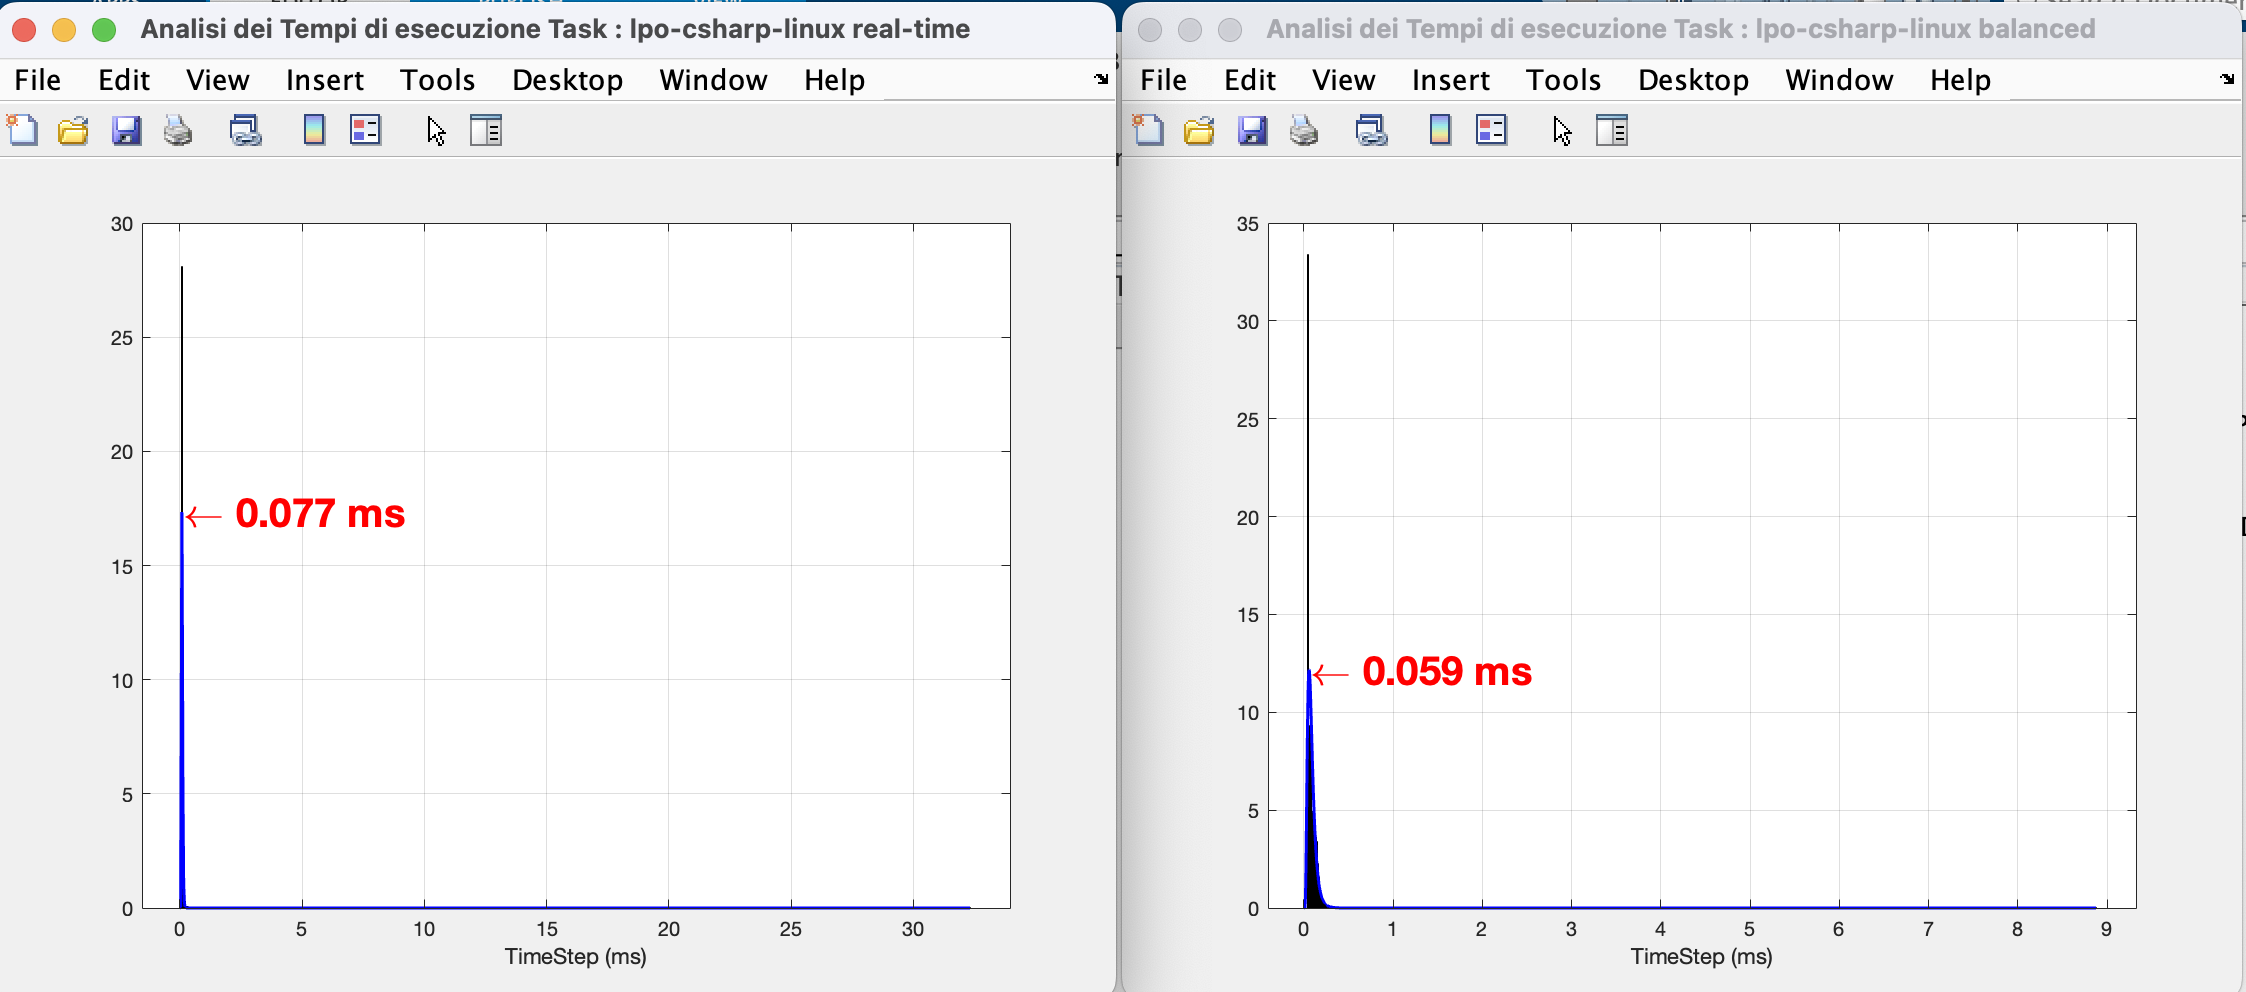 Analisi dei Tempi di esecuzione Task : lpo-csharp-linux real-time
File Edit View Insert Tools Desktop Window Help
30
25
20
15
10
5
0
← 0.077 ms
0 5 10 15 20 25 30
TimeStep (ms)
Analisi dei Tempi di esecuzione Task : lpo-csharp-linux balanced
File Edit View Insert Tools Desktop Window Help
35
30
25
20
15
10
5
0
← 0.059 ms
0 1 2 3 4 5 6 7 8 9
TimeStep (ms)